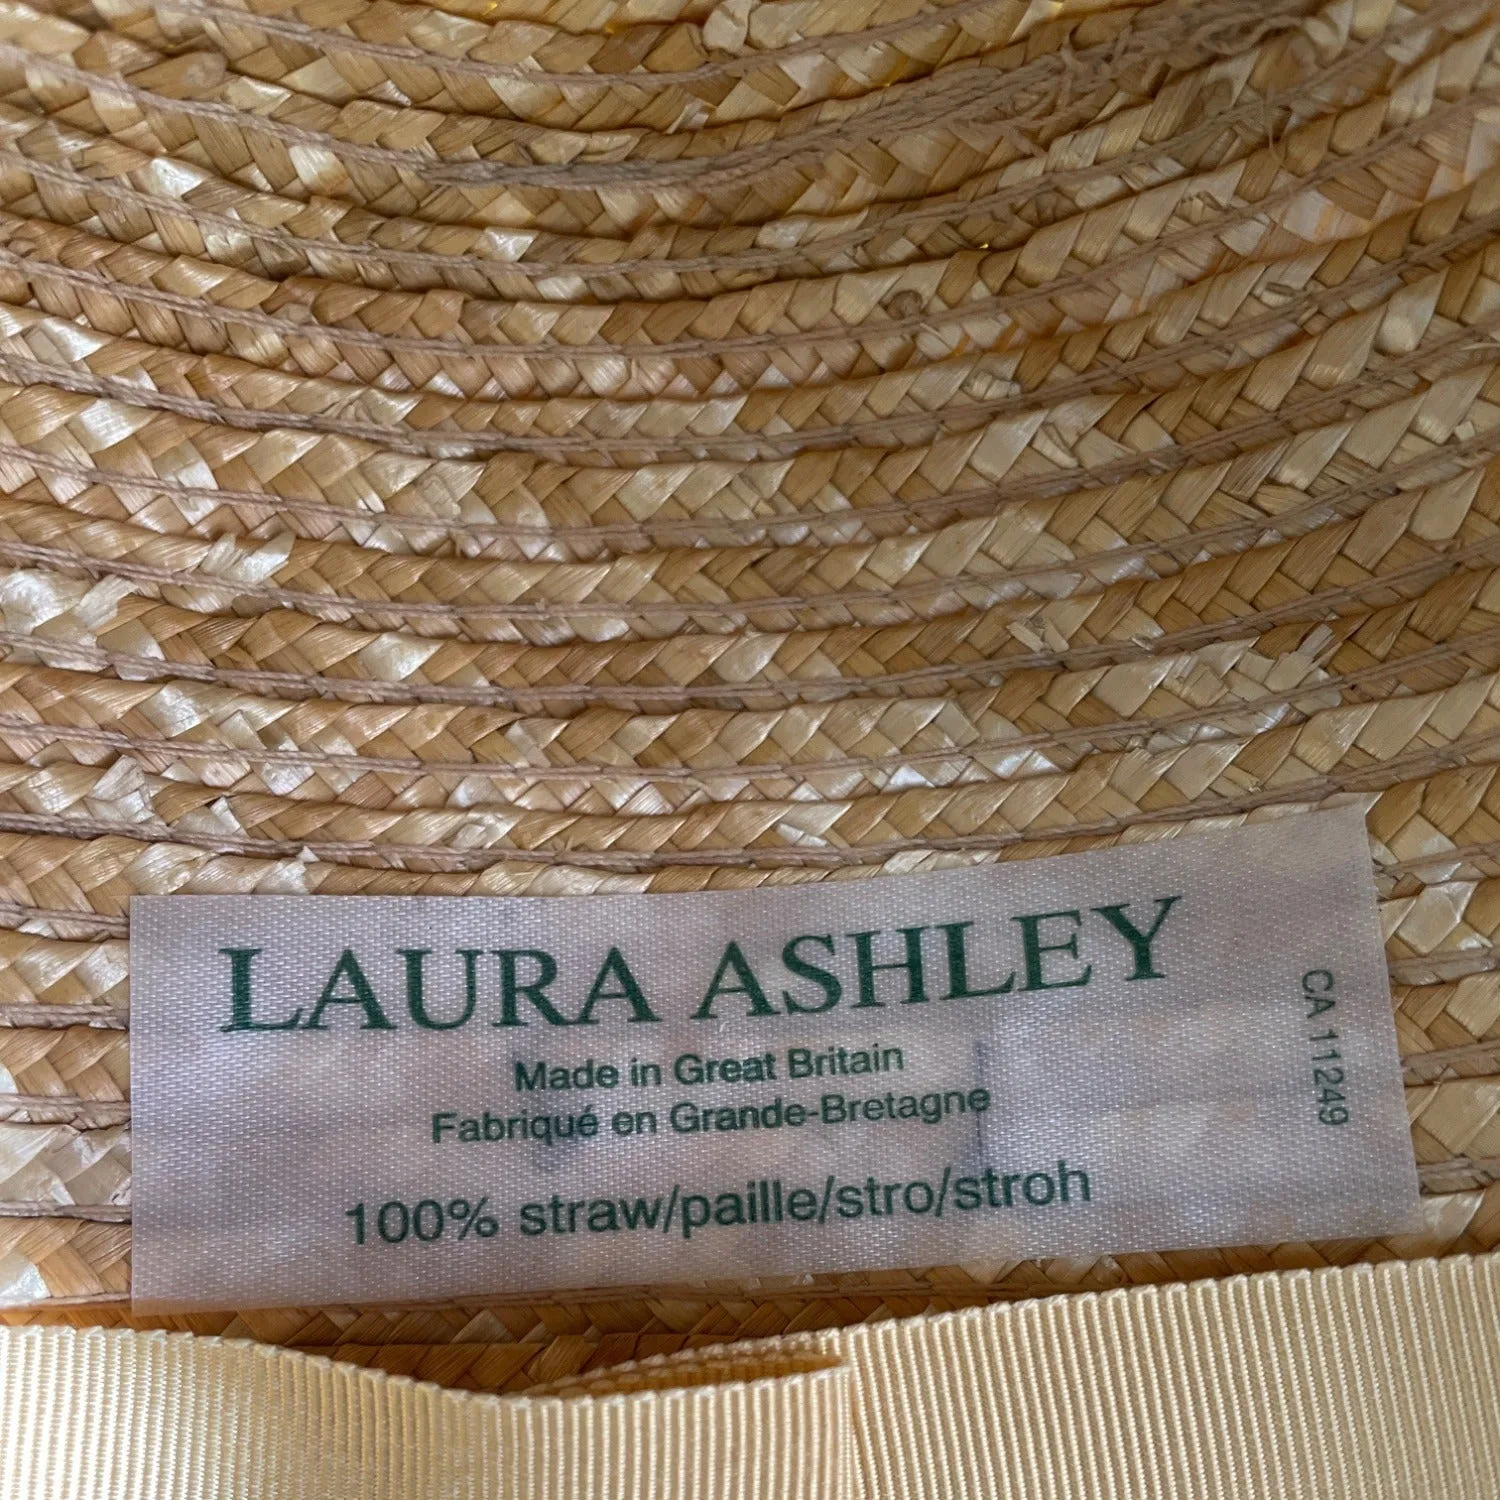 LAURA ASHLEY
Made in Great Britain
Fabriqué en Grande-Bretagne
100% straw/paille/stro/stroh
CA 11249